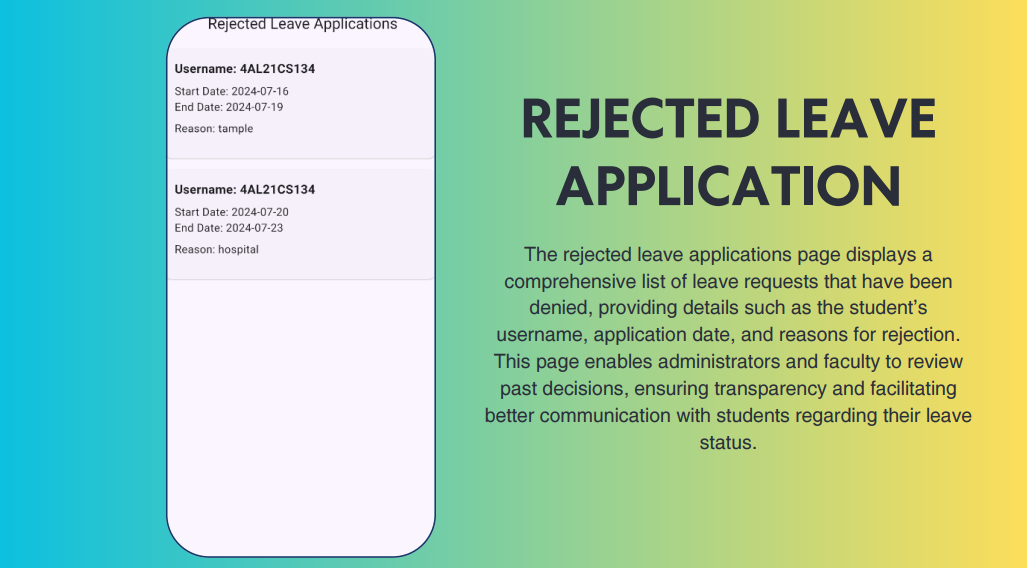 Rejected Leave Applications
Username: 4AL21CS134
Start Date: 2024-07-16
End Date: 2024-07-19
Reason: tample
Username: 4AL21CS134
Start Date: 2024-07-20
End Date: 2024-07-23
Reason: hospital
REJECTED LEAVE
APPLICATION
The rejected leave applications page displays a
comprehensive list of leave requests that have been
denied, providing details such as the student’s
username, application date, and reasons for rejection.
This page enables administrators and faculty to review
past decisions, ensuring transparency and facilitating
better communication with students regarding their leave
status.